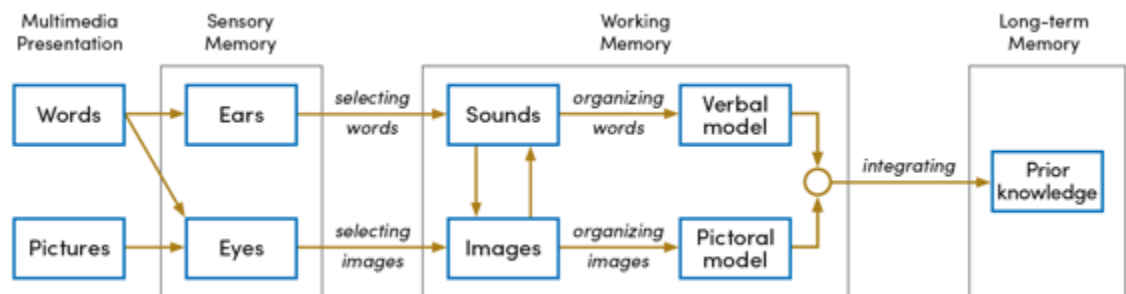 Multimedia
Presentation
Sensory
Memory
Working
Memory
Long-term
Memory
Words
Ears
selecting
words
Sounds
organizing
words
Verbal
model
integrating
Prior
knowledge
Pictures
Eyes
selecting
images
Images
organizing
images
Pictoral
model